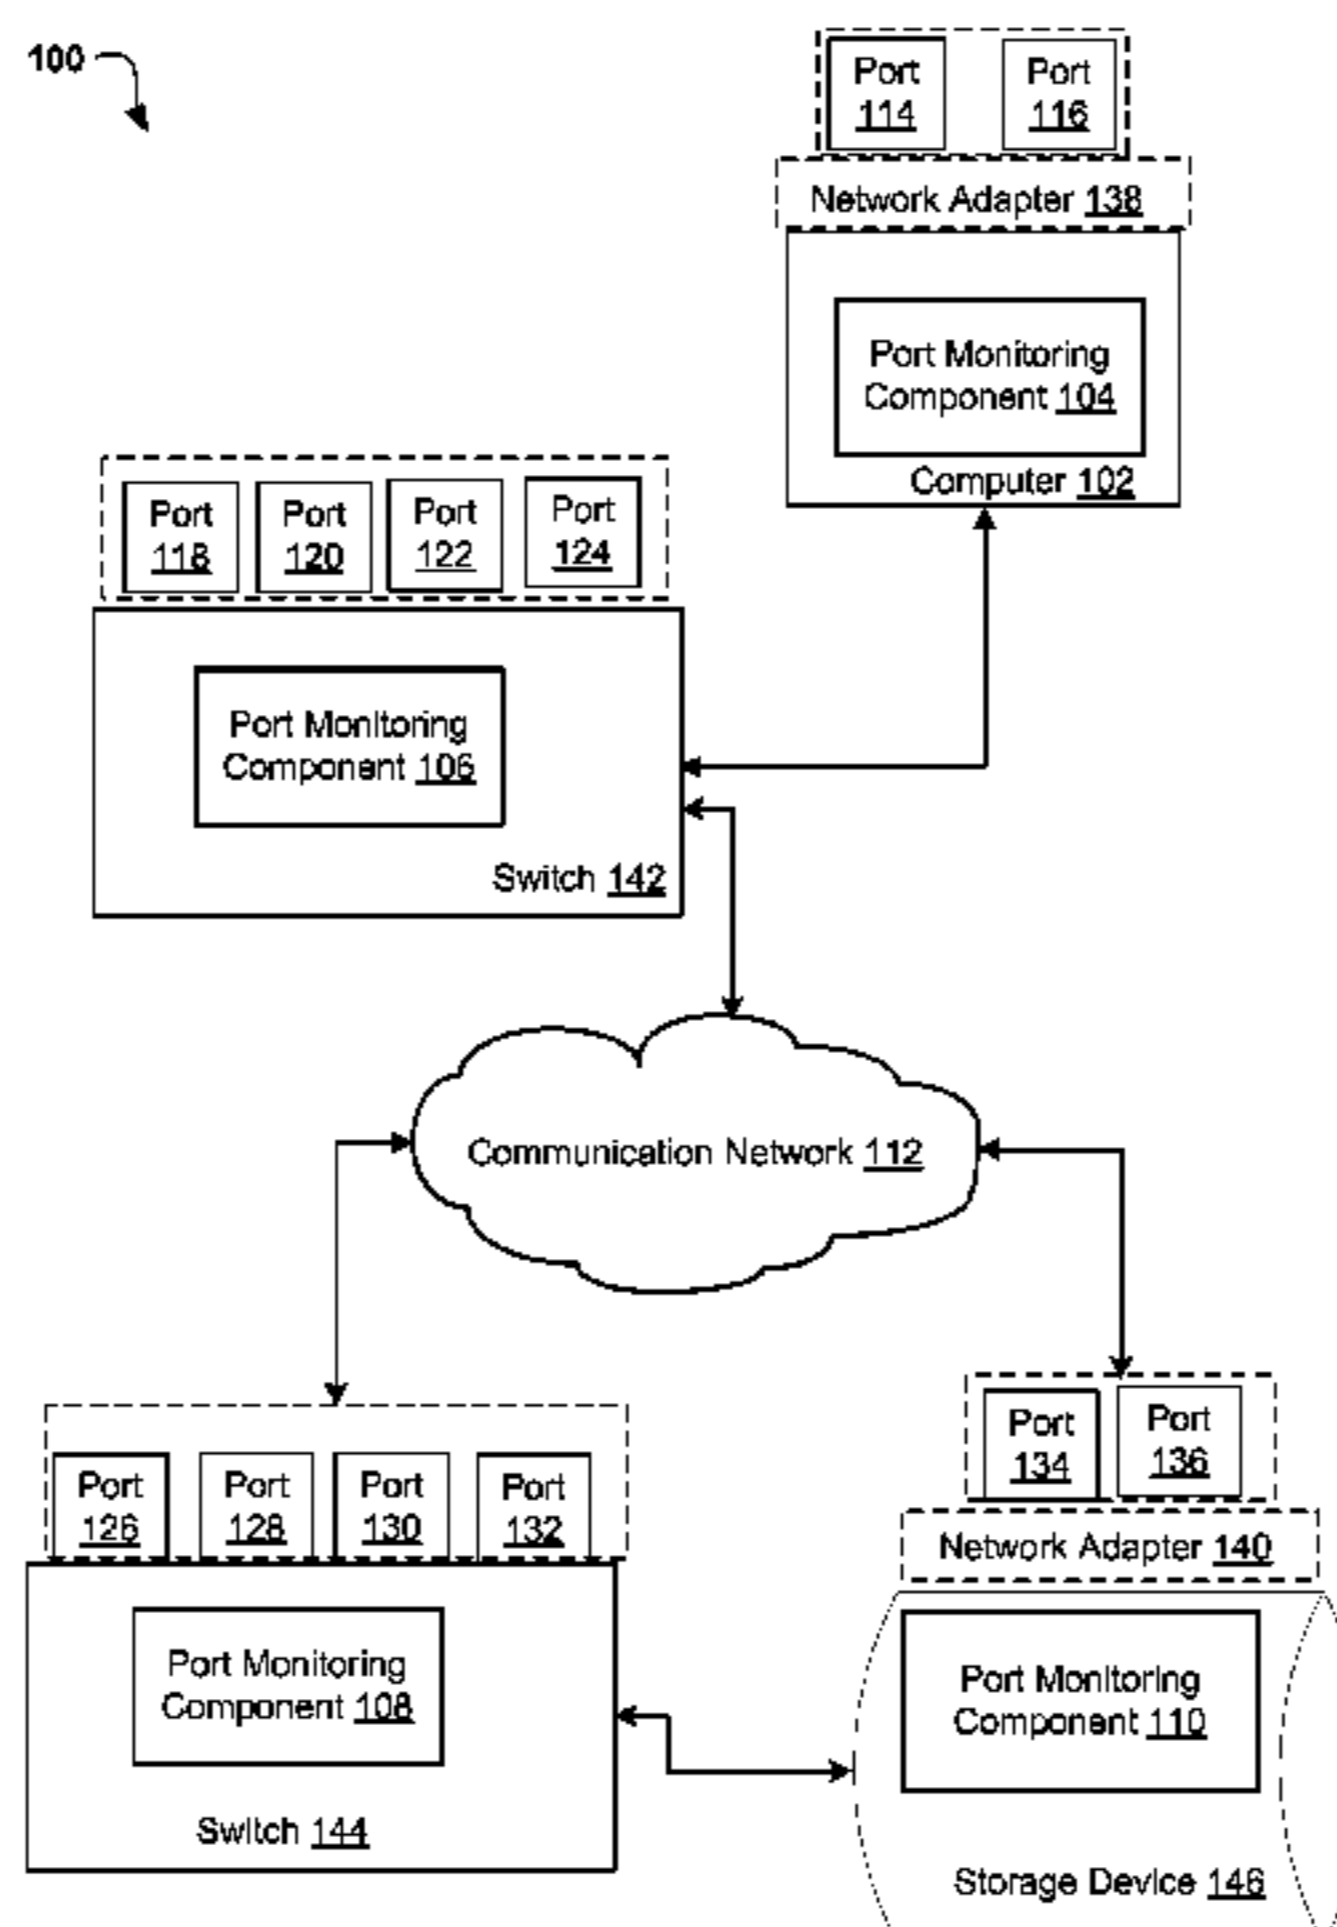 100
Port
114
Port
116
Network Adapter 138
Port Monitoring
Component 104
Computer 102
Port
118
Port
120
Port
122
Port
124
Port Monitoring
Component 106
Switch 142
Communication Network 112
Port
126
Port
128
Port
130
Port
132
Port Monitoring
Component 108
Switch 144
Port
134
Port
136
Network Adapter 140
Port Monitoring
Component 110
Storage Device 146